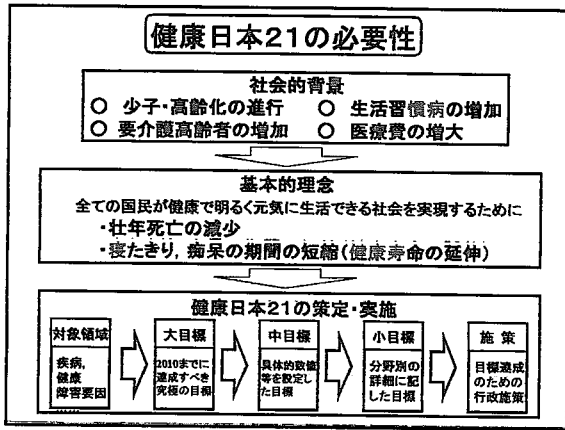 健康日本21の必要性
社会的背景
○ 少子・高齢化の進行 ○ 生活習慣病の増加
○ 要介護高齢者の増加 ○ 医療費の増大
基本的理念
全ての国民が健康で明るく元気に生活できる社会を実現するために
・壮年死亡の減少
・寝たきり, 痴呆の期間の短縮(健康寿命の延伸)
健康日本21の策定・実施
対象領域
疾病,
健康
障害要因
……
大目標
2010までに
達成すべき
究極の目標
中目標
具体的数値
等を設定し
た目標
小目標
分野別の
詳細に記
した目標
施策
目標達成
のための
行政施策